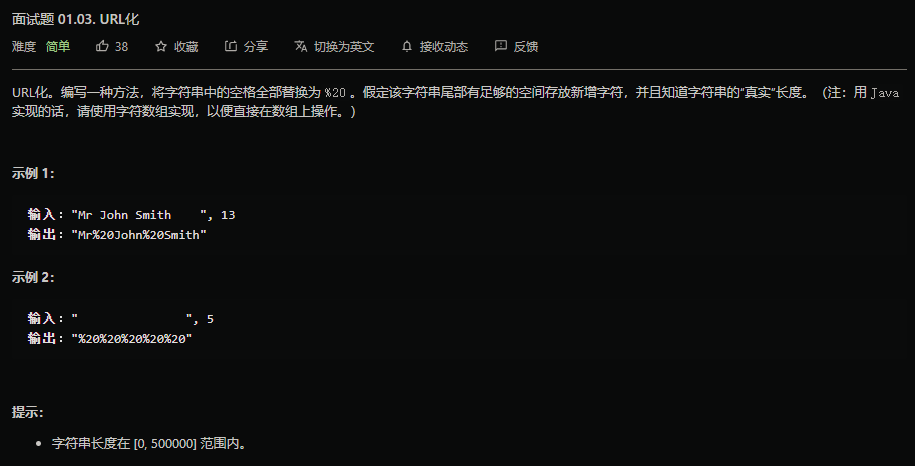 面试题 01.03. URL化
难度 简单 38 收藏 分享 切换为英文 接收动态 反馈
URL化。编写一种方法，将字符串中的空格全部替换为 %20 。假定该字符串尾部有足够的空间存放新增字符，并且知道字符串的“真实”长度。（注：用 Java
实现的话，请使用字符数组实现，以便直接在数组上操作。）
示例 1：
输入："Mr John Smith    ", 13
输出："Mr%20John%20Smith"
示例 2：
输入："               ", 5
输出："%20%20%20%20%20"
提示：
• 字符串长度在 [0, 500000] 范围内。